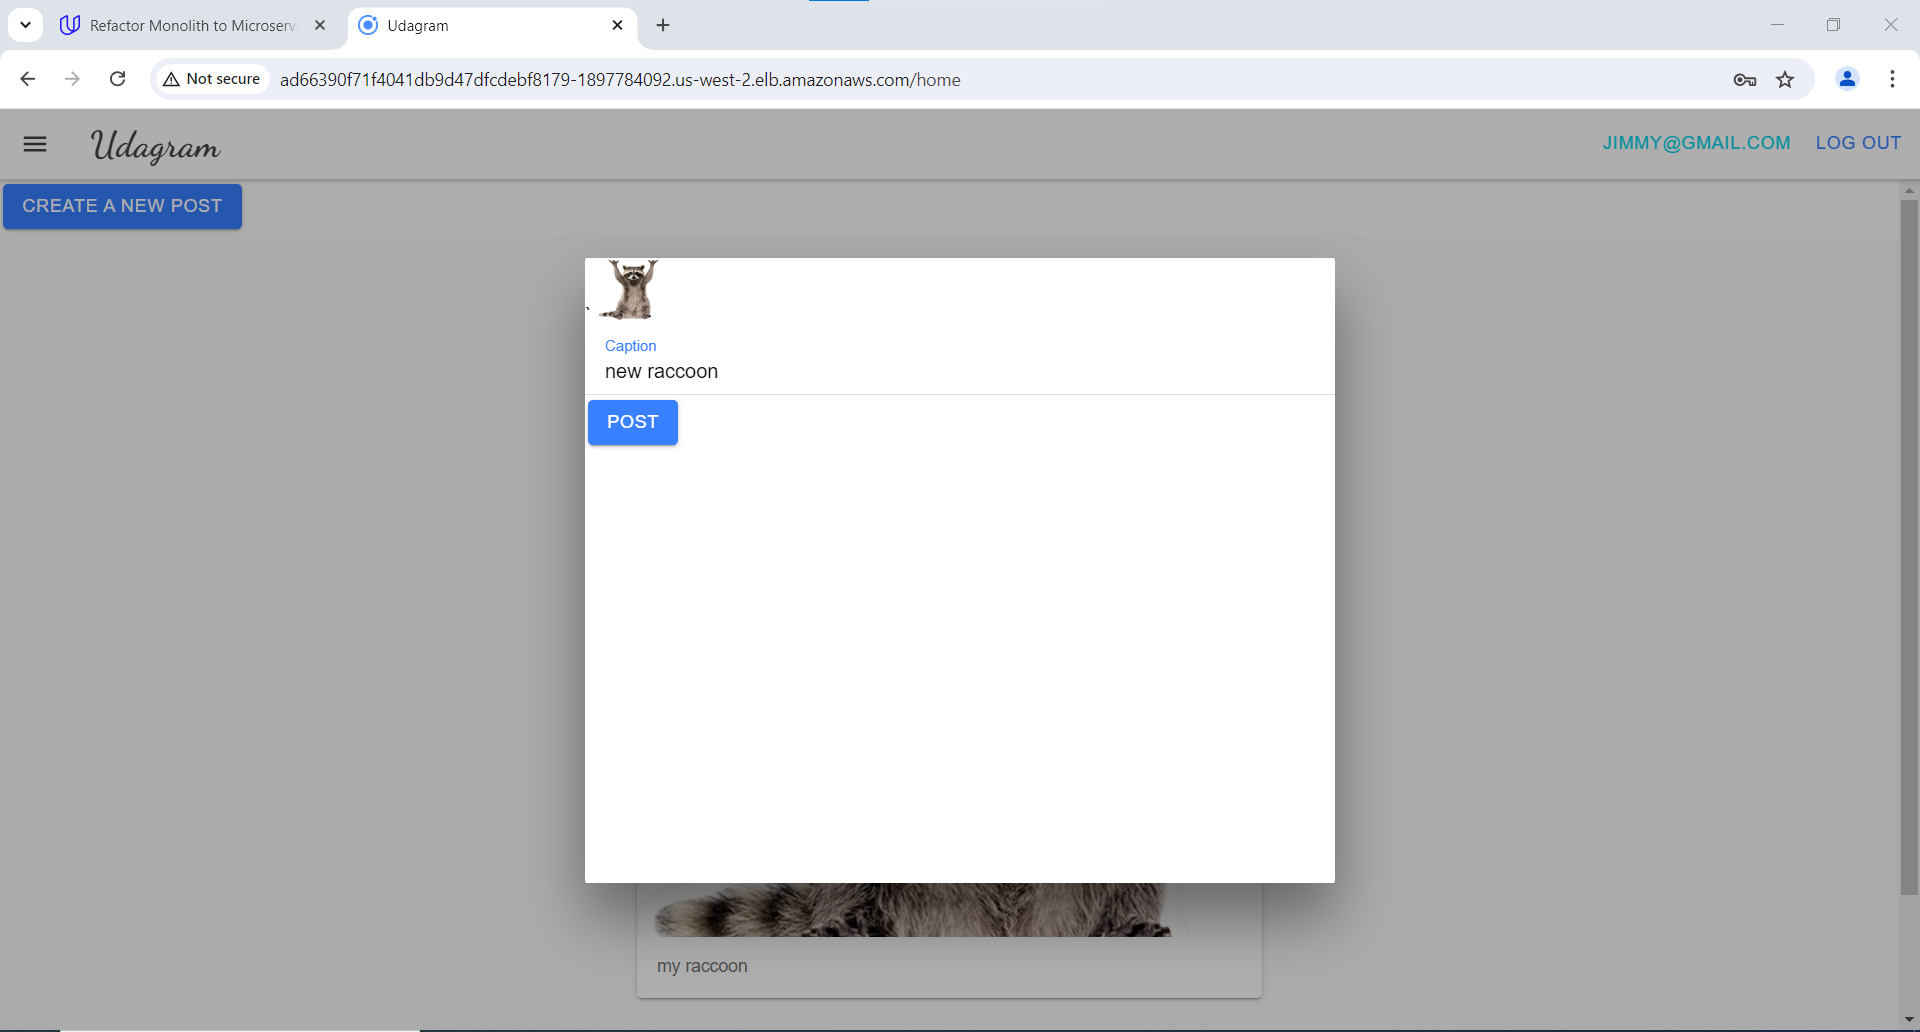 Refactor Monolith to Microserv
Udagram
Not secure
ad66390f71f4041db9d47dfcdebf8179-1897784092.us-west-2.elb.amazonaws.com/home
Udagram
JIMMY@GMAIL.COM
LOG OUT
CREATE A NEW POST
`
Caption
new raccoon
POST
my raccoon